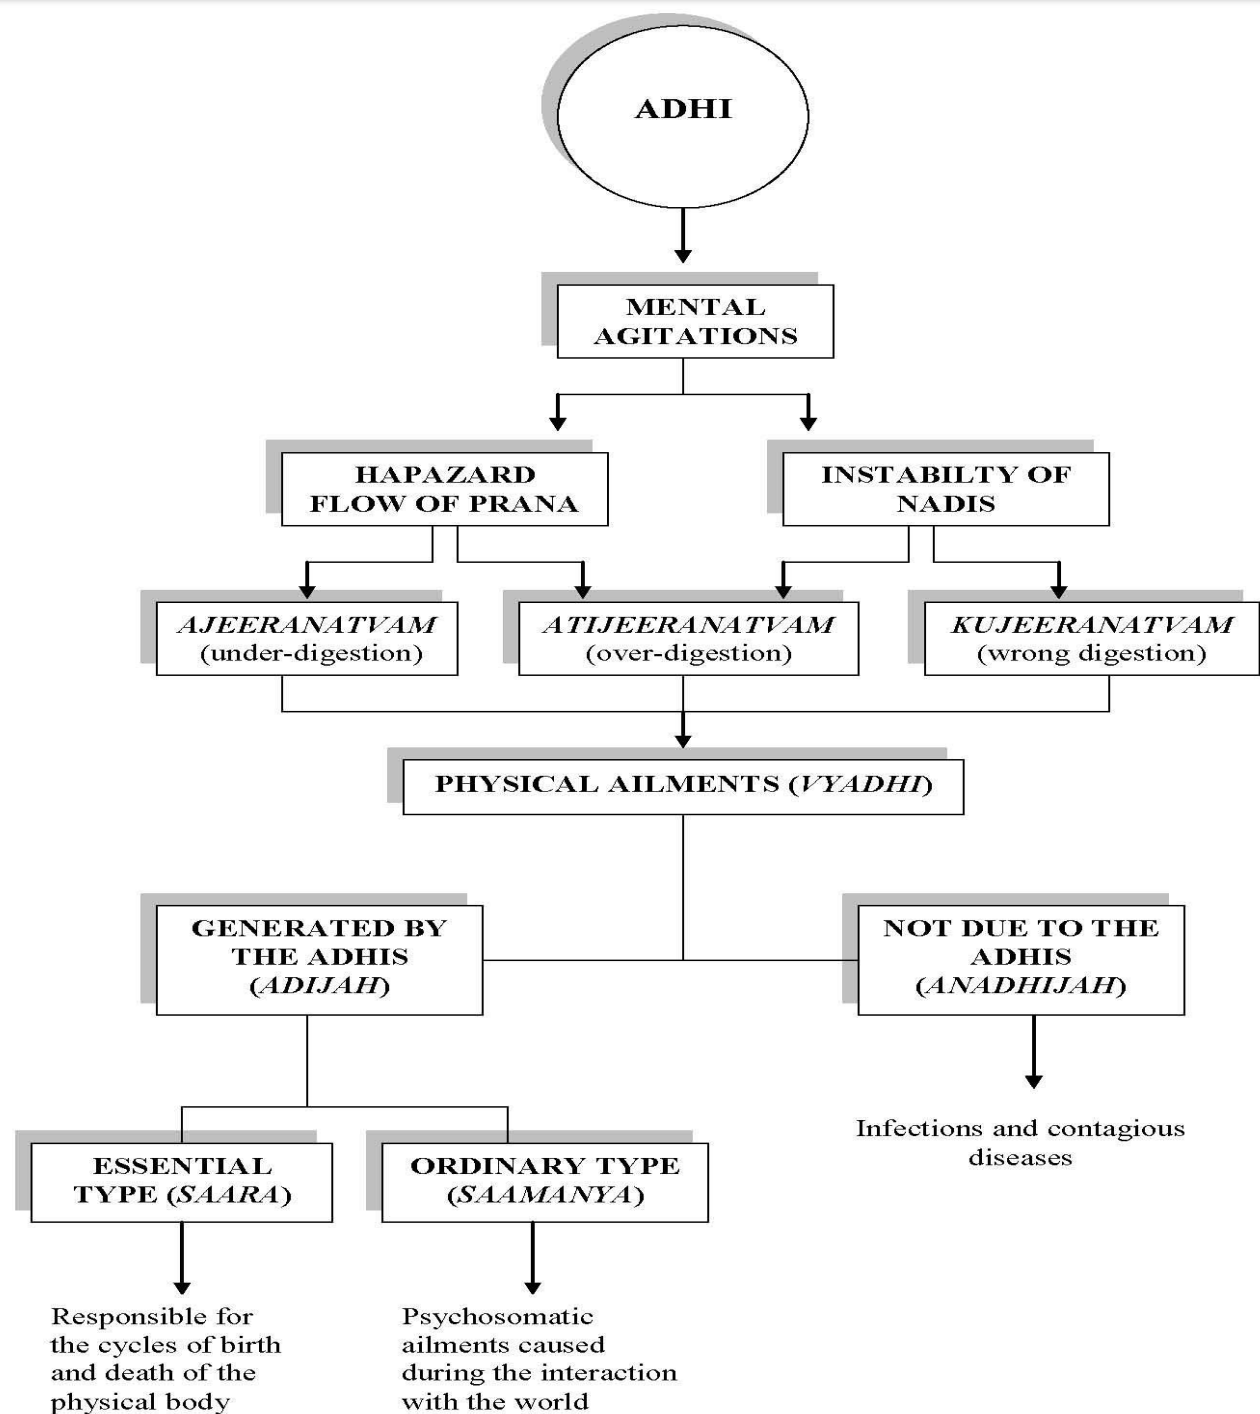 ADHI
MENTAL
AGITATIONS
HAPAZARD
FLOW OF PRANA
INSTABILTY OF
NADIS
AJEERANATVAM
(under-digestion)
ATIJEERANATVAM
(over-digestion)
KUJEERANATVAM
(wrong digestion)
PHYSICAL AILMENTS (VYADHI)
GENERATED BY
THE ADHIS
(ADIJAH)
NOT DUE TO THE
ADHIS
(ANADHIJAH)
Infections and contagious
diseases
ESSENTIAL
TYPE (SAARA)
ORDINARY TYPE
(SAAMANYA)
Responsible for
the cycles of birth
and death of the
physical body
Psychosomatic
ailments caused
during the interaction
with the world